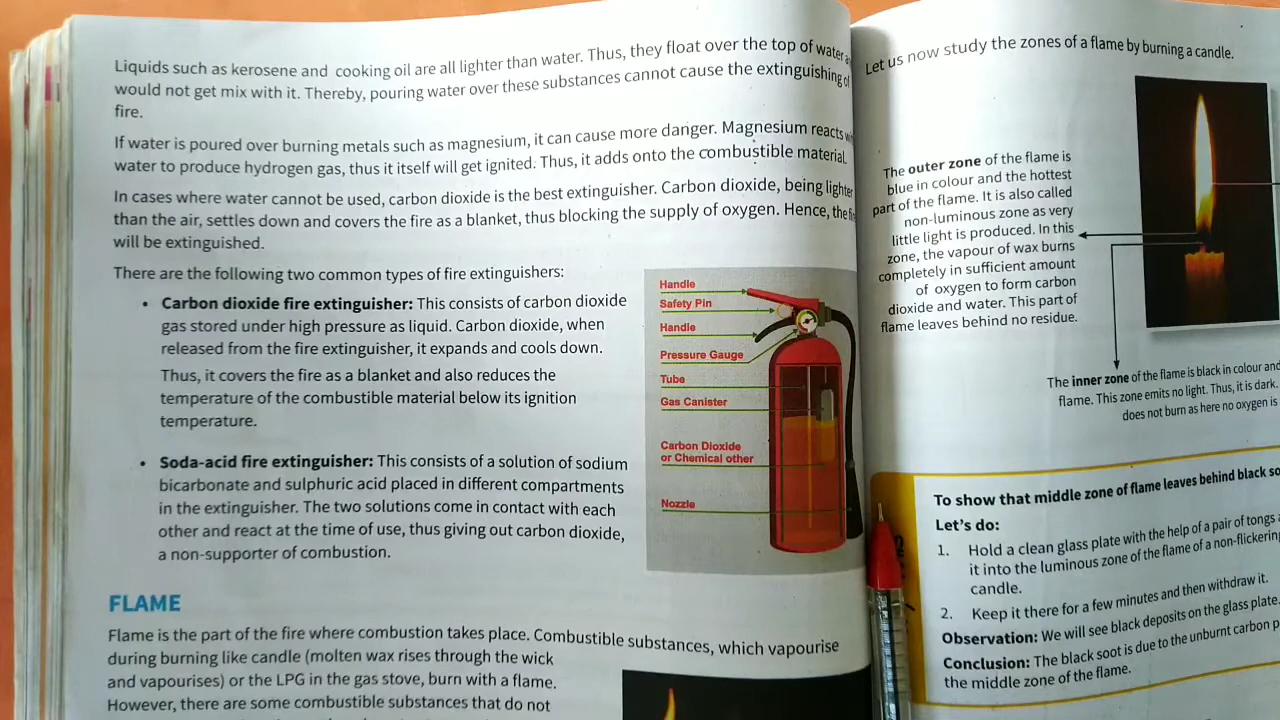 Liquids such as kerosene and cooking oil are all lighter than water. Thus, they float over the top of water
would not get mix with it. Thereby, pouring water over these substances cannot cause the extinguishing of
fire.
If water is poured over burning metals such as magnesium, it can cause more danger. Magnesium reacts
water to produce hydrogen gas, thus it itself will get ignited. Thus, it adds onto the combustible material.
In cases where water cannot be used, carbon dioxide is the best extinguisher. Carbon dioxide, being lighter
than the air, settles down and covers the fire as a blanket, thus blocking the supply of oxygen. Hence, the
will be extinguished.
There are the following two common types of fire extinguishers:
• Carbon dioxide fire extinguisher: This consists of carbon dioxide
gas stored under high pressure as liquid. Carbon dioxide, when
released from the fire extinguisher, it expands and cools down.
Thus, it covers the fire as a blanket and also reduces the
temperature of the combustible material below its ignition
temperature.
• Soda-acid fire extinguisher: This consists of a solution of sodium
bicarbonate and sulphuric acid placed in different compartments
in the extinguisher. The two solutions come in contact with each
other and react at the time of use, thus giving out carbon dioxide,
a non-supporter of combustion.
Handle
Safety Pin
Handle
Pressure Gauge
Tube
Gas Canister
Carbon Dioxide
or Chemical other
Nozzle
FLAME
Flame is the part of the fire where combustion takes place. Combustible substances, which vapourise
during burning like candle (molten wax rises through the wick
and vapourises) or the LPG in the gas stove, burn with a flame.
However, there are some combustible substances that do not
Let us now study the zones of a flame by burning a candle.
The outer zone of the flame is
blue in colour and the hottest
part of the flame. It is also called
non-luminous zone as very
little light is produced. In this
zone, the vapour of wax burns
completely in sufficient amount
of oxygen to form carbon
dioxide and water. This part of
flame leaves behind no residue.
The inner zone of the flame is black in colour and
flame. This zone emits no light. Thus, it is dark.
does not burn as here no oxygen is
To show that middle zone of flame leaves behind black
Let's do:
1. Hold a clean glass plate with the help of a pair of tongs
it into the luminous zone of the flame of a non-flickering
candle.
2. Keep it there for a few minutes and then withdraw it.
Observation: We will see black deposits on the glass plate.
Conclusion: The black soot is due to the unburnt carbon
the middle zone of the flame.